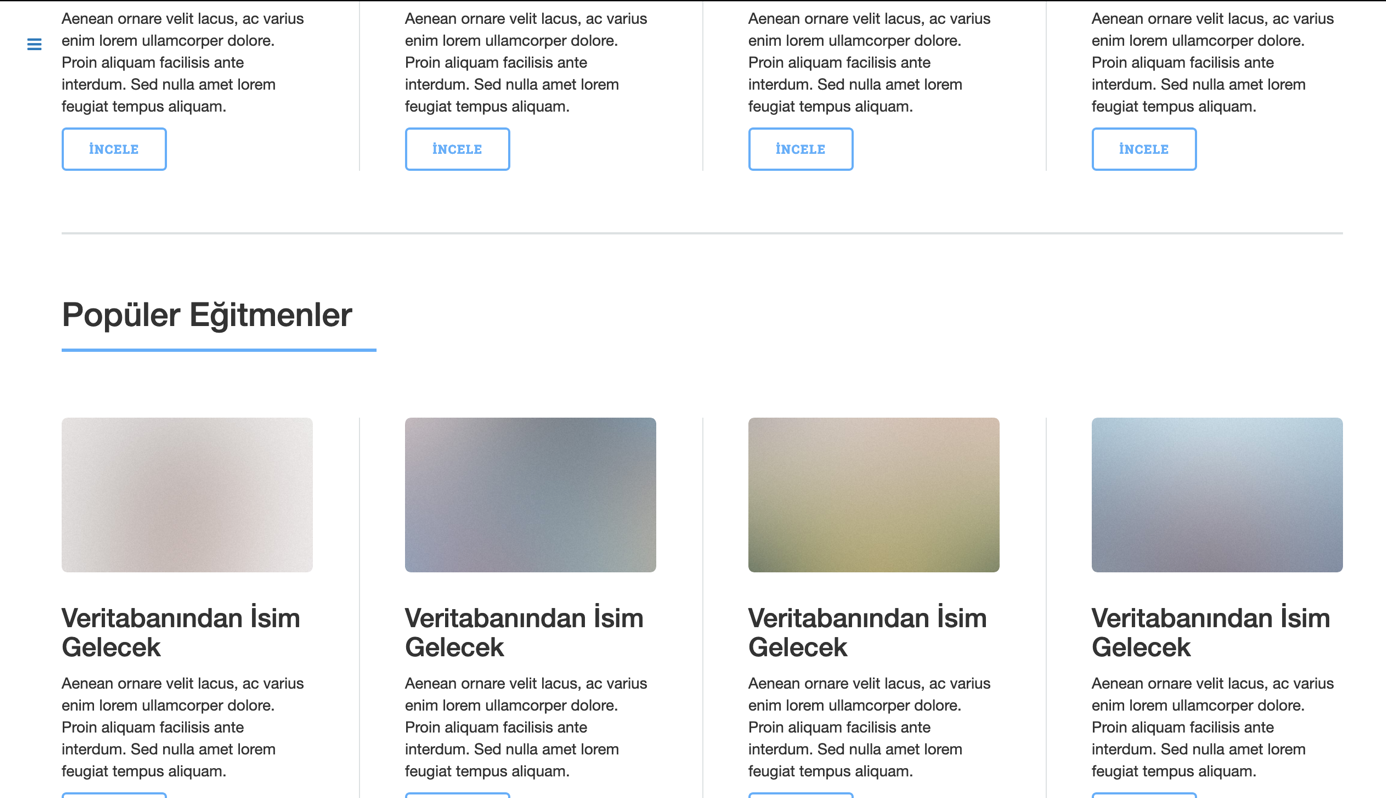 Aenean ornare velit lacus, ac varius
enim lorem ullamcorper dolore.
Proin aliquam facilisis ante
interdum. Sed nulla amet lorem
feugiat tempus aliquam.
İNCELE
Aenean ornare velit lacus, ac varius
enim lorem ullamcorper dolore.
Proin aliquam facilisis ante
interdum. Sed nulla amet lorem
feugiat tempus aliquam.
İNCELE
Aenean ornare velit lacus, ac varius
enim lorem ullamcorper dolore.
Proin aliquam facilisis ante
interdum. Sed nulla amet lorem
feugiat tempus aliquam.
İNCELE
Aenean ornare velit lacus, ac varius
enim lorem ullamcorper dolore.
Proin aliquam facilisis ante
interdum. Sed nulla amet lorem
feugiat tempus aliquam.
İNCELE
Popüler Eğitmenler
Veritabanından İsim
Gelecek
Aenean ornare velit lacus, ac varius
enim lorem ullamcorper dolore.
Proin aliquam facilisis ante
interdum. Sed nulla amet lorem
feugiat tempus aliquam.
Veritabanından İsim
Gelecek
Aenean ornare velit lacus, ac varius
enim lorem ullamcorper dolore.
Proin aliquam facilisis ante
interdum. Sed nulla amet lorem
feugiat tempus aliquam.
Veritabanından İsim
Gelecek
Aenean ornare velit lacus, ac varius
enim lorem ullamcorper dolore.
Proin aliquam facilisis ante
interdum. Sed nulla amet lorem
feugiat tempus aliquam.
Veritabanından İsim
Gelecek
Aenean ornare velit lacus, ac varius
enim lorem ullamcorper dolore.
Proin aliquam facilisis ante
interdum. Sed nulla amet lorem
feugiat tempus aliquam.